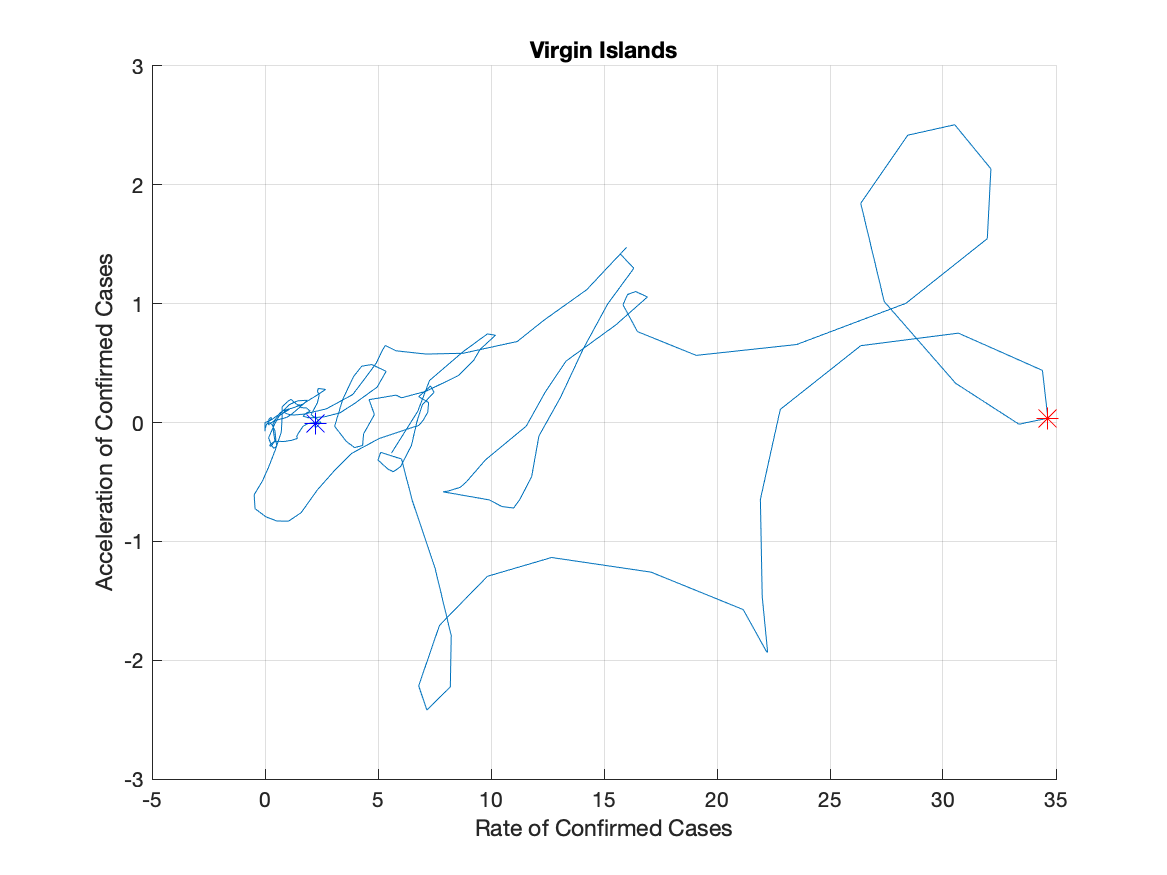 Virgin Islands
3
2
1
0
-1
-2
-3
Acceleration of Confirmed Cases
-5 0 5 10 15 20 25 30 35
Rate of Confirmed Cases